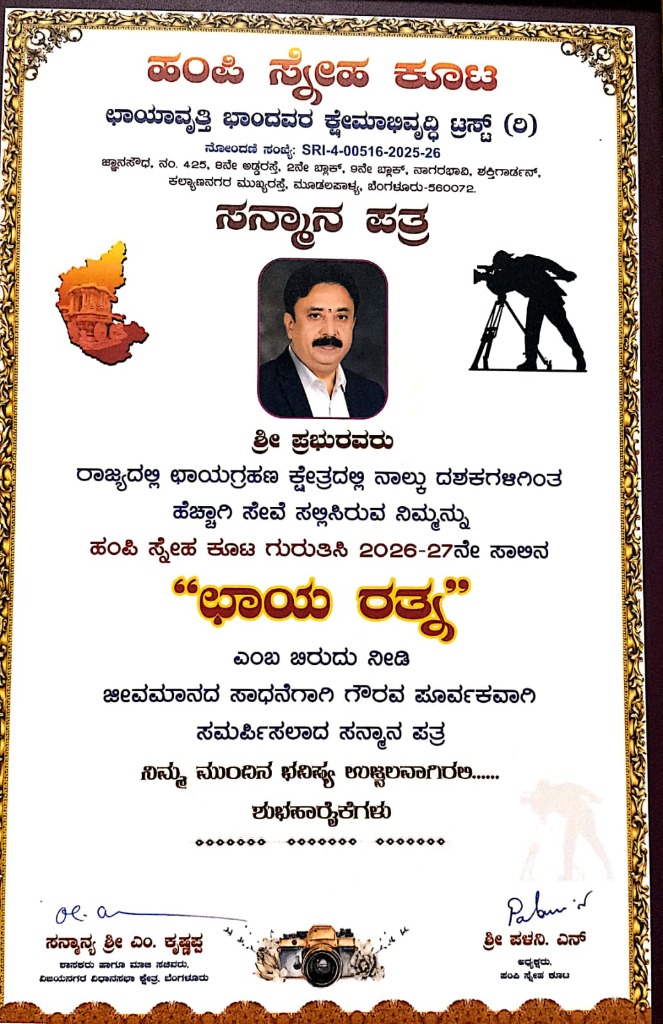 ಹಂಪಿ ಸ್ನೇಹ ಕೂಟ
ಛಾಯಾವೃತ್ತಿ ಭಾಂದವರ ಕ್ಷೇಮಾಭಿವೃದ್ಧಿ ಟ್ರಸ್ಟ್ (ರಿ)
ನೋಂದಣಿ ಸಂಖ್ಯೆ: SRI-4-00516-2025-26
ಜ್ಞಾನಸೌಧ, ನಂ. 425, 8ನೇ ಅಡ್ಡರಸ್ತೆ, 2ನೇ ಬ್ಲಾಕ್, 9ನೇ ಬ್ಲಾಕ್, ನಾಗರಭಾವಿ, ಶಕ್ತಿಗಾರ್ಡನ್,
ಕಲ್ಯಾಣನಗರ ಮುಖ್ಯರಸ್ತೆ, ಮೂಡಲಪಾಳ್ಯ, ಬೆಂಗಳೂರು-560072.
ಸನ್ಮಾನ ಪತ್ರ
ಶ್ರೀ ಪ್ರಭುರವರು
ರಾಜ್ಯದಲ್ಲಿ ಛಾಯಗ್ರಹಣ ಕ್ಷೇತ್ರದಲ್ಲಿ ನಾಲ್ಕು ದಶಕಗಳಿಗಿಂತ
ಹೆಚ್ಚಾಗಿ ಸೇವೆ ಸಲ್ಲಿಸಿರುವ ನಿಮ್ಮನ್ನು
ಹಂಪಿ ಸ್ನೇಹ ಕೂಟ ಗುರುತಿಸಿ 2026-27ನೇ ಸಾಲಿನ
“ಛಾಯ ರತ್ನ”
ಎಂಬ ಬಿರುದು ನೀಡಿ
ಜೀವಮಾನದ ಸಾಧನೆಗಾಗಿ ಗೌರವ ಪೂರ್ವಕವಾಗಿ
ಸಮರ್ಪಿಸಲಾದ ಸನ್ಮಾನ ಪತ್ರ
ನಿಮ್ಮ ಮುಂದಿನ ಭವಿಷ್ಯ ಉಜ್ವಲವಾಗಿರಲಿ......
ಶುಭಹಾರೈಕೆಗಳು
ಸನ್ಮಾನ್ಯ ಶ್ರೀ ಎಂ. ಕೃಷ್ಣಪ್ಪ
ಶಾಸಕರು ಹಾಗೂ ಮಾಜಿ ಸಚಿವರು,
ವಿಜಯನಗರ ವಿಧಾನಸಭಾ ಕ್ಷೇತ್ರ, ಬೆಂಗಳೂರು
ಶ್ರೀ ಪಳನಿ. ಎನ್
ಅಧ್ಯಕ್ಷರು,
ಹಂಪಿ ಸ್ನೇಹ ಕೂಟ